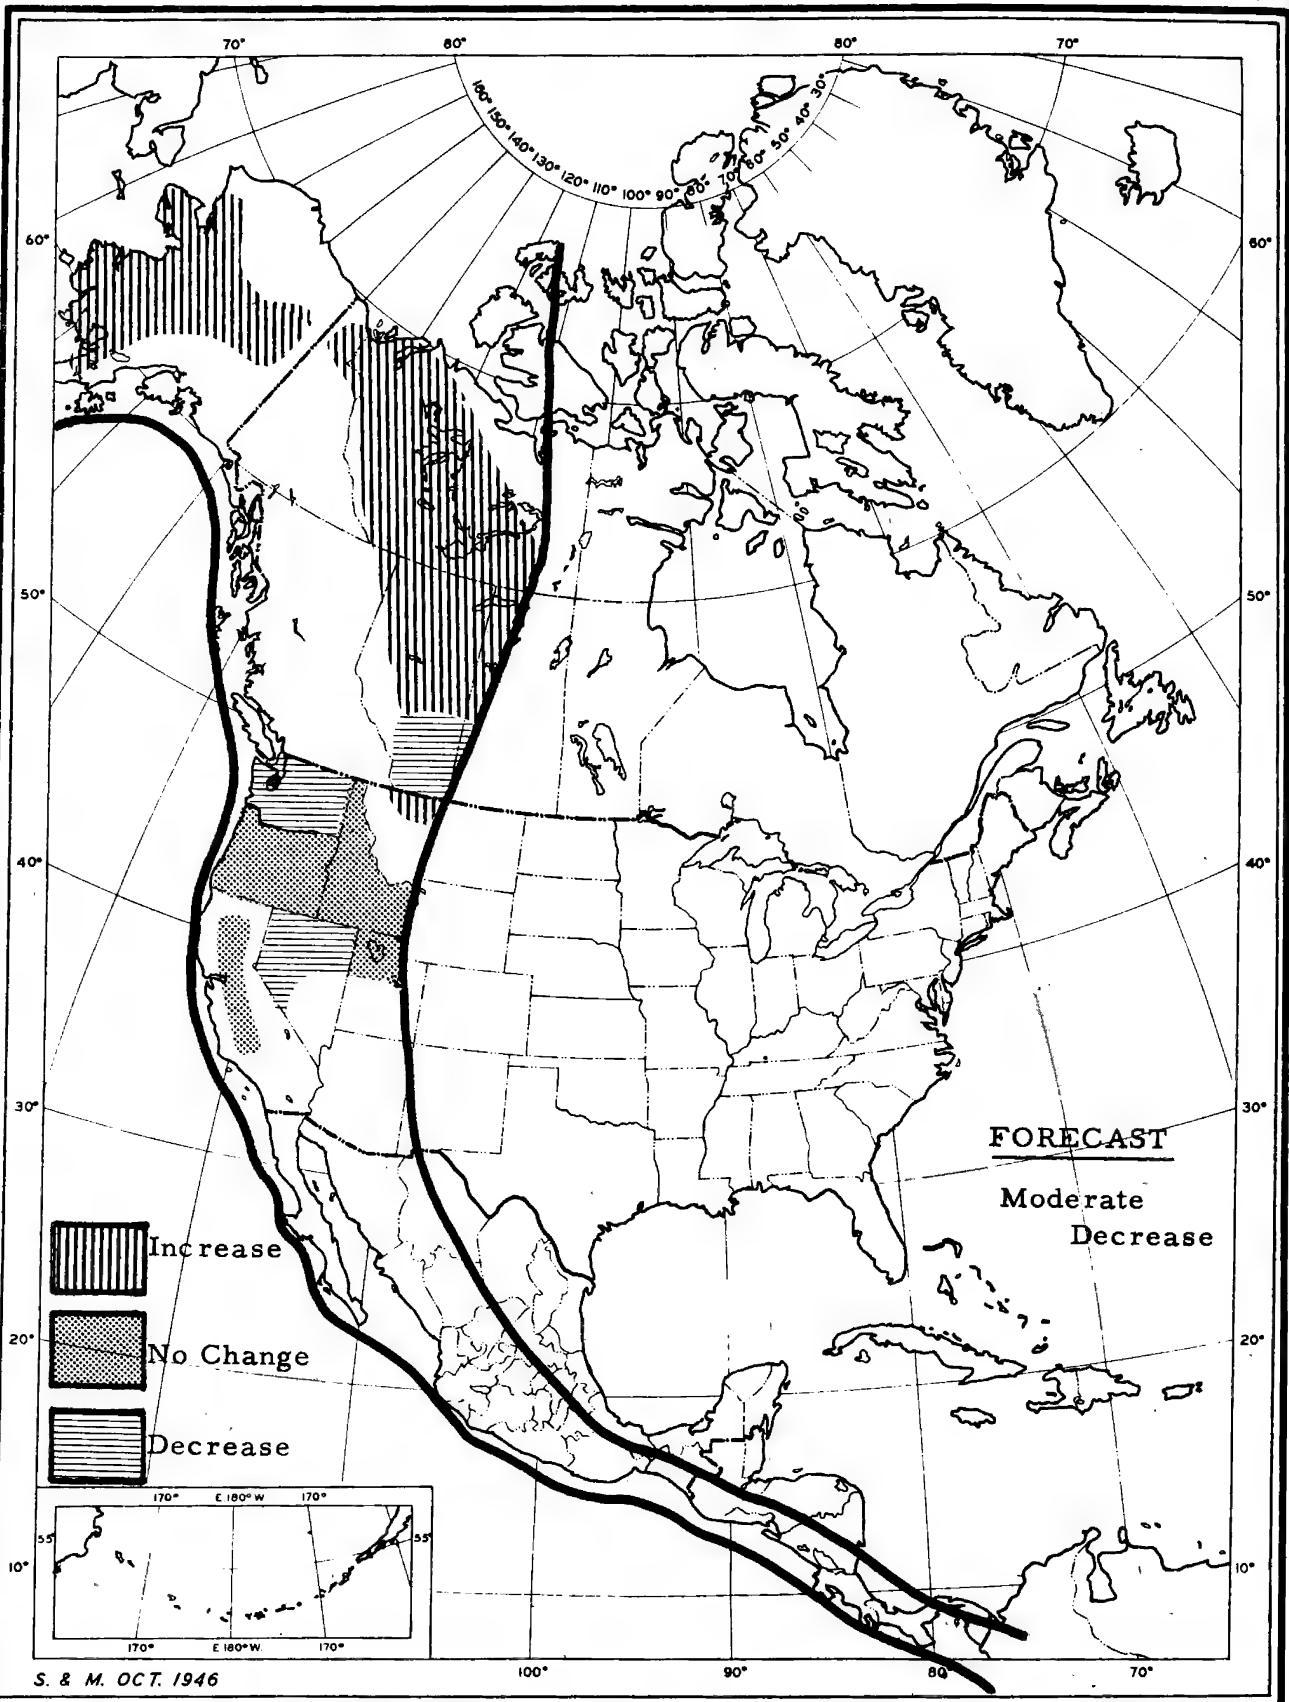 70° 80° 80° 70°
160° 150° 140° 130° 120° 110° 100° 90° 80° 70° 60° 50° 40° 30°
60° 60°
50° 50°
40° 40°
30° 30°
FORECAST
Moderate
Decrease
Increase
20° 20°
No Change
Decrease
170° E 180° W 170°
55° 55°
10° 10°
170° E 180° W. 170°
100° 90° 80° 70°
S. & M. OCT. 1946